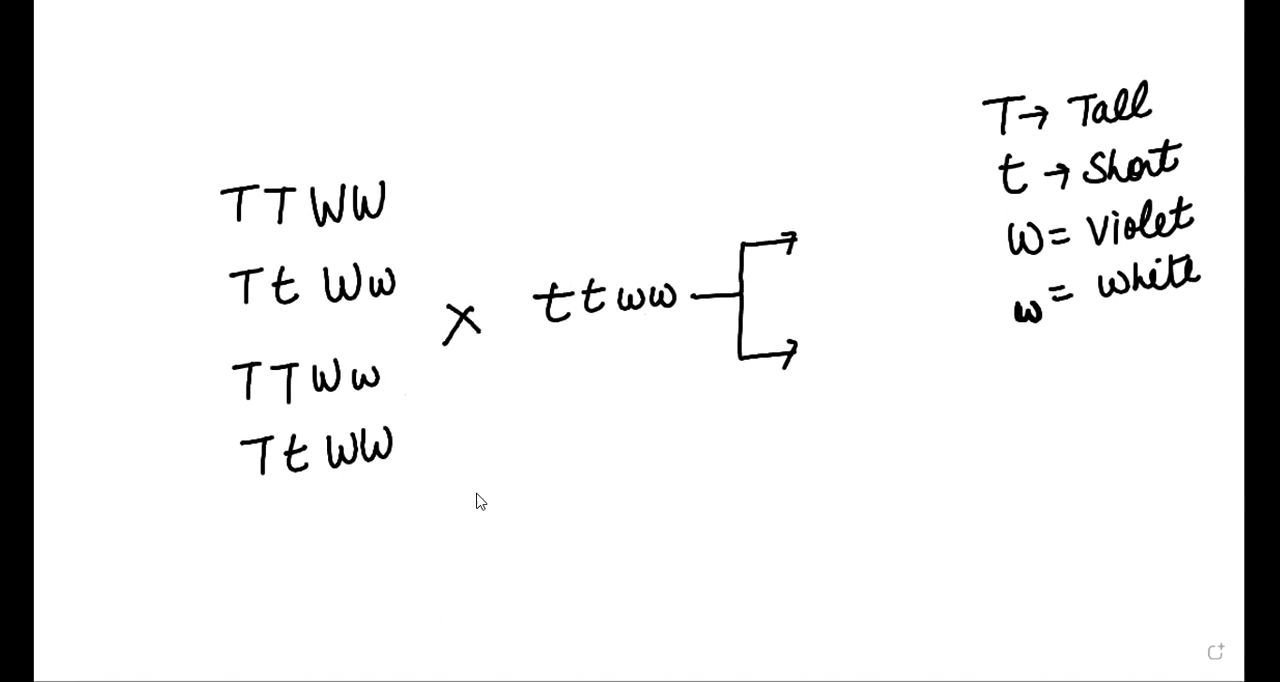 TTWW
TtWw
TTWw
TtWW
X ttww
T→ Tall
t → Short
W= Violet
w= white